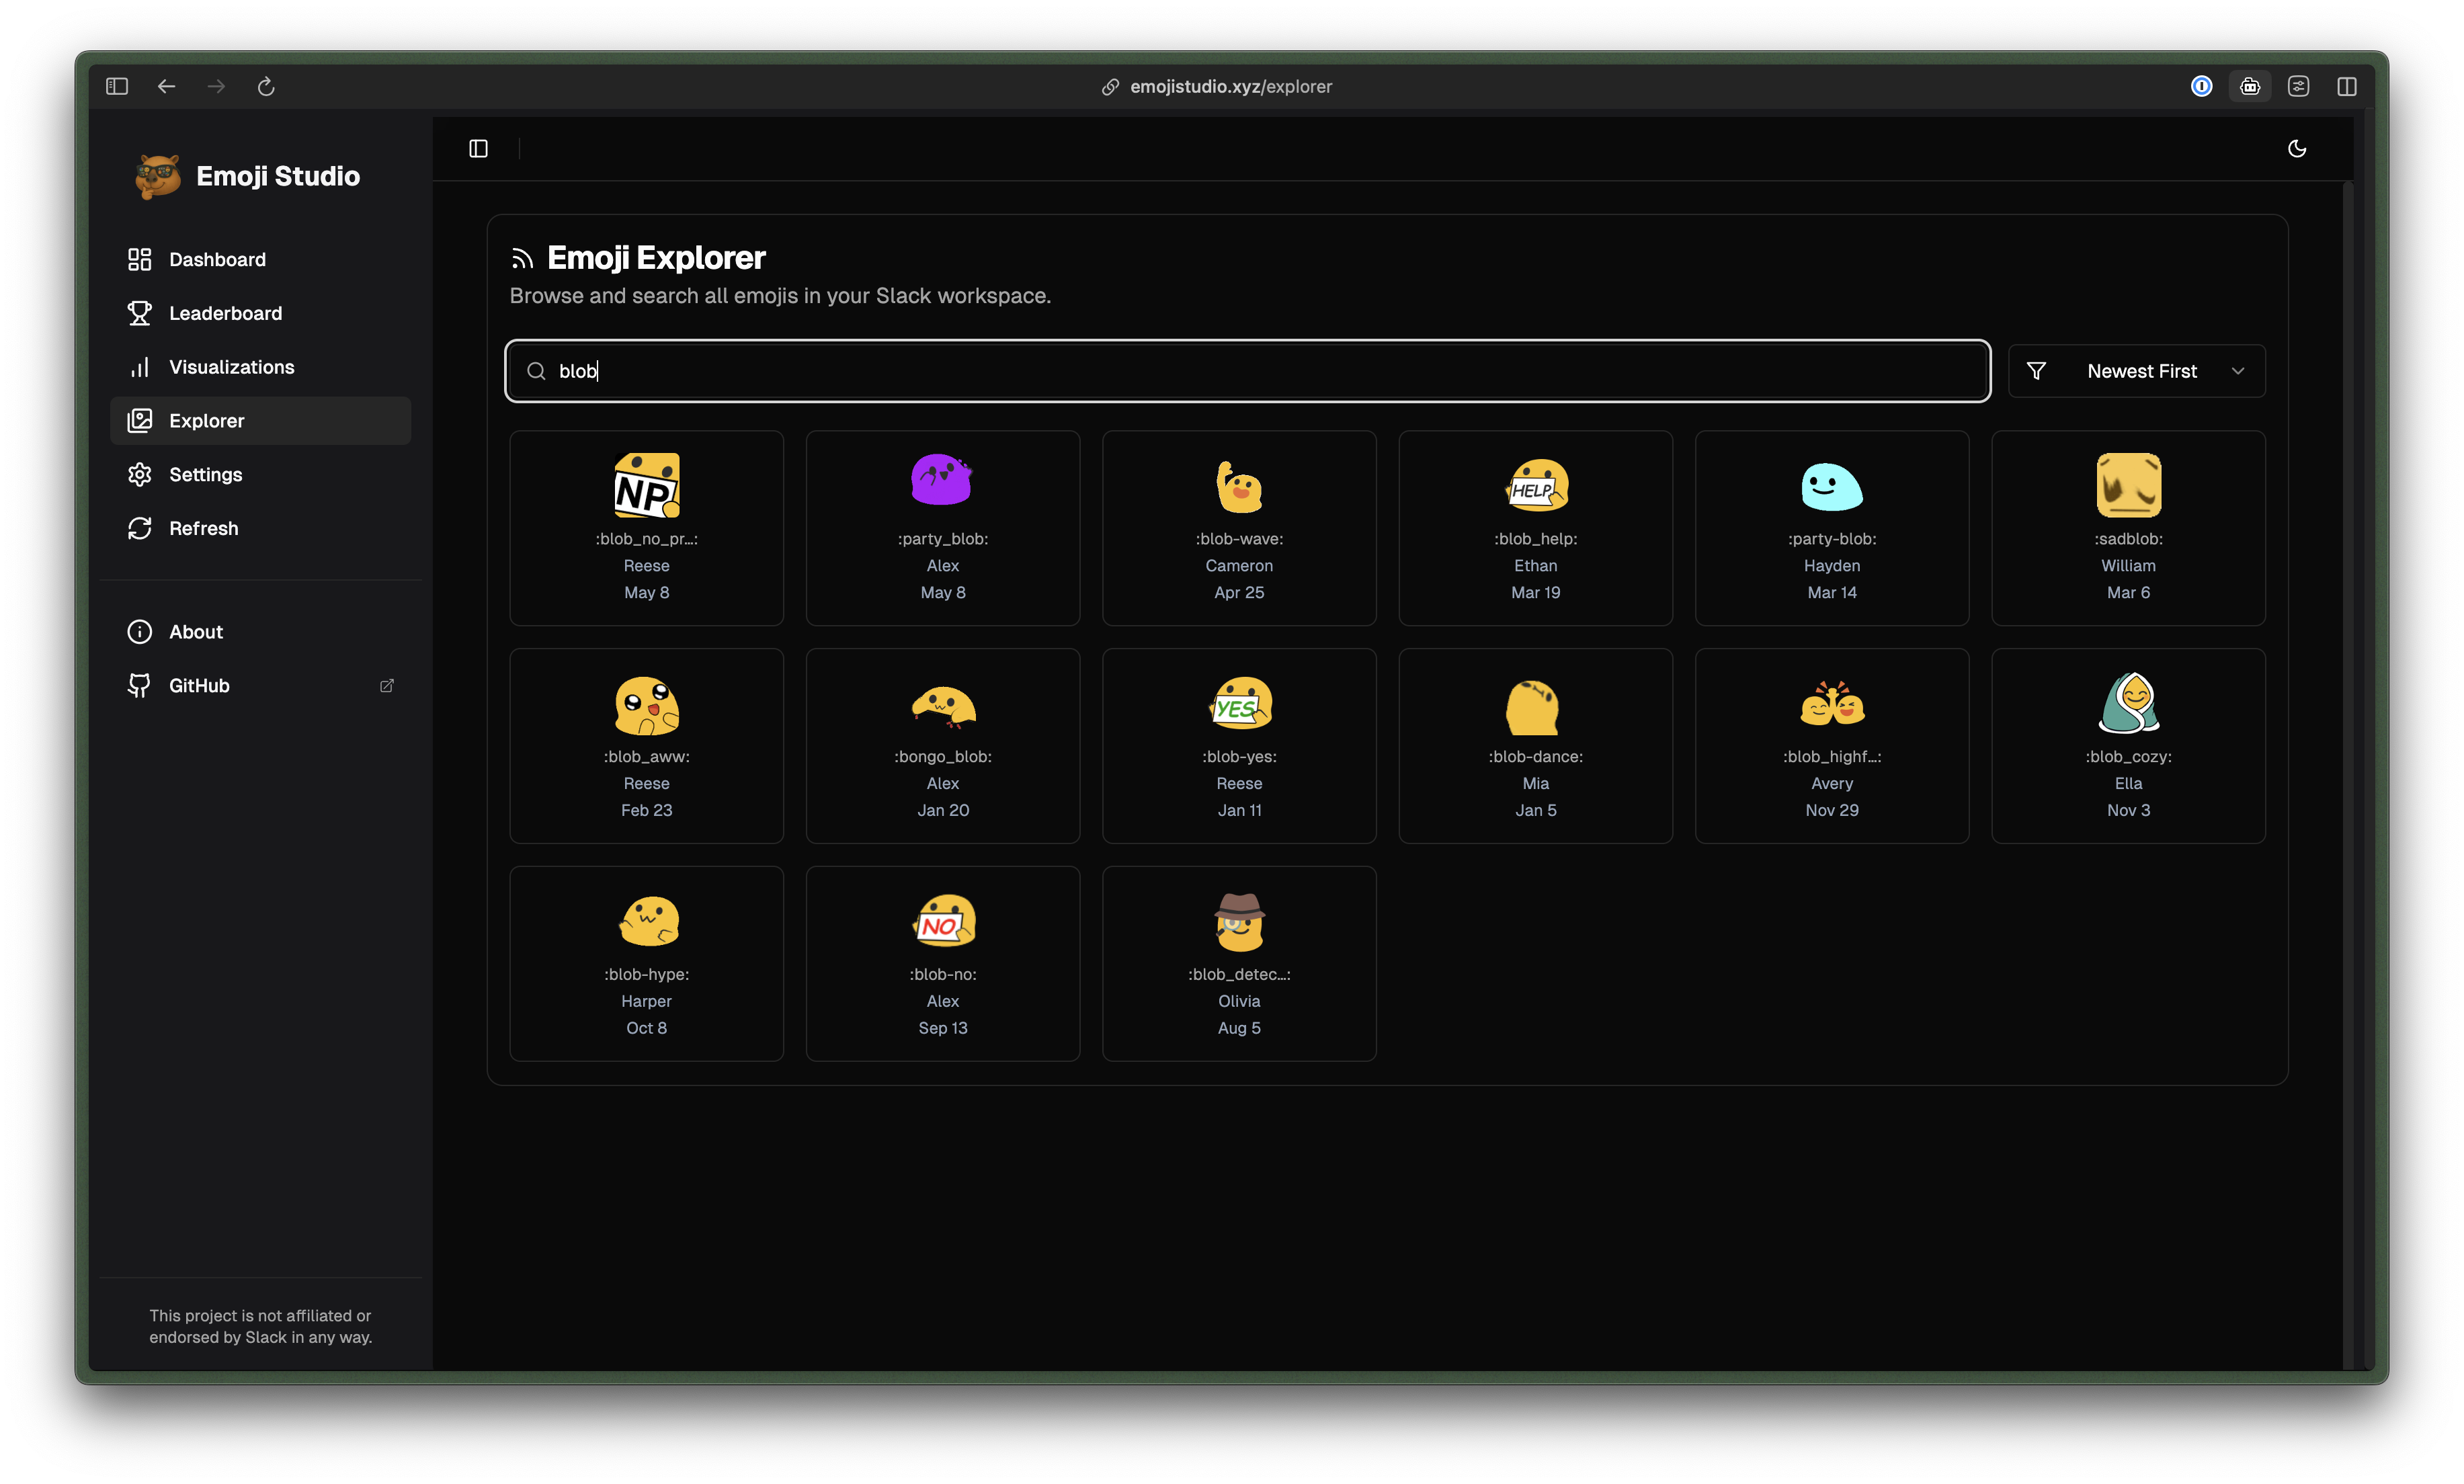 emojistudio.xyz/explorer
Emoji Studio
Dashboard
Leaderboard
Visualizations
Explorer
Settings
Refresh
About
GitHub
This project is not affiliated or
endorsed by Slack in any way.
Emoji Explorer
Browse and search all emojis in your Slack workspace.
blob
Newest First
NP
:blob_no_pr...:
Reese
May 8
:party_blob:
Alex
May 8
:blob-wave:
Cameron
Apr 25
HELP
:blob_help:
Ethan
Mar 19
:party-blob:
Hayden
Mar 14
:sadblob:
William
Mar 6
:blob_aww:
Reese
Feb 23
:bongo_blob:
Alex
Jan 20
YES
:blob-yes:
Reese
Jan 11
:blob-dance:
Mia
Jan 5
:blob_highf...:
Avery
Nov 29
:blob_cozy:
Ella
Nov 3
:blob-hype:
Harper
Oct 8
NO
:blob-no:
Alex
Sep 13
:blob_detec...:
Olivia
Aug 5